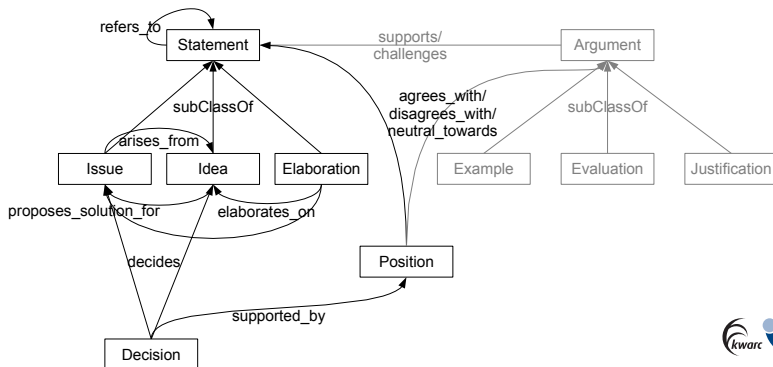 refers_to
Statement
supports/
challenges
Argument
subClassOf
agrees_with/
disagrees_with/
neutral_towards
subClassOf
arises_from
Issue
Idea
Elaboration
Example
Evaluation
Justification
proposes_solution_for
elaborates_on
decides
Position
supported_by
Decision
kwarc